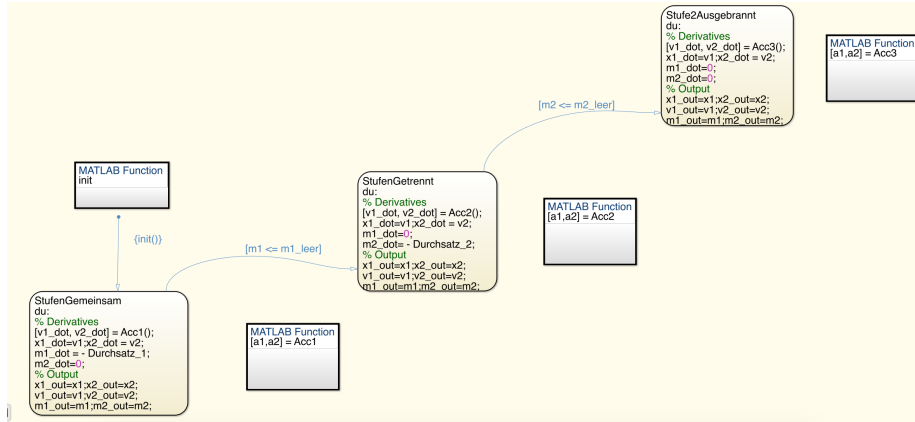 Stufe2Ausgebrannt
du:
% Derivatives
[v1_dot, v2_dot] = Acc3();
x1_dot=v1;x2_dot = v2;
m1_dot=0;
m2_dot=0;
% Output
x1_out=x1;x2_out=x2;
v1_out=v1;v2_out=v2;
m1_out=m1;m2_out=m2;
MATLAB Function
[a1,a2] = Acc3
[m2 <= m2_leer]
MATLAB Function
init
{init()}
StufenGetrennt
du:
% Derivatives
[v1_dot, v2_dot] = Acc2();
x1_dot=v1;x2_dot = v2;
m1_dot=0;
m2_dot= - Durchsatz_2;
% Output
x1_out=x1;x2_out=x2;
v1_out=v1;v2_out=v2;
m1_out=m1;m2_out=m2;
MATLAB Function
[a1,a2] = Acc2
[m1 <= m1_leer]
StufenGemeinsam
du:
% Derivatives
[v1_dot, v2_dot] = Acc1();
x1_dot=v1;x2_dot = v2;
m1_dot = - Durchsatz_1;
m2_dot=0;
% Output
x1_out=x1;x2_out=x2;
v1_out=v1;v2_out=v2;
m1_out=m1;m2_out=m2;
MATLAB Function
[a1,a2] = Acc1